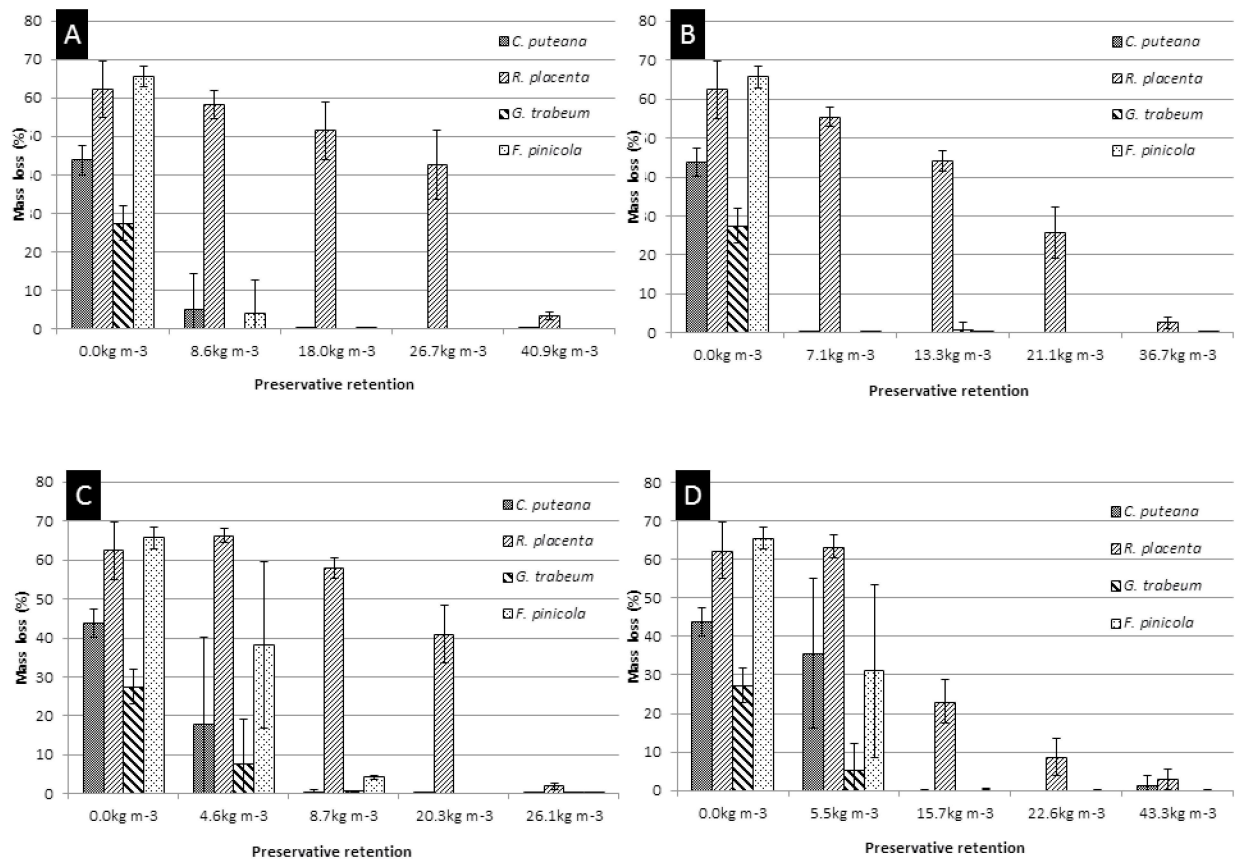 A
Mass loss (%)
80
70
60
50
40
30
20
10
0
C. puteana
R. placenta
G. trabeum
F. pinicola
0.0kg m-3 8.6kg m-3 18.0kg m-3 26.7kg m-3 40.9kg m-3
Preservative retention
B
Mass loss (%)
80
70
60
50
40
30
20
10
0
C. puteana
R. placenta
G. trabeum
F. pinicola
0.0kg m-3 7.1kg m-3 13.3kg m-3 21.1kg m-3 36.7kg m-3
Preservative retention
C
Mass loss (%)
80
70
60
50
40
30
20
10
0
C. puteana
R. placenta
G. trabeum
F. pinicola
0.0kg m-3 4.6kg m-3 8.7kg m-3 20.3kg m-3 26.1kg m-3
Preservative retention
D
Mass loss (%)
80
70
60
50
40
30
20
10
0
C. puteana
R. placenta
G. trabeum
F. pinicola
0.0kg m-3 5.5kg m-3 15.7kg m-3 22.6kg m-3 43.3kg m-3
Preservative retention